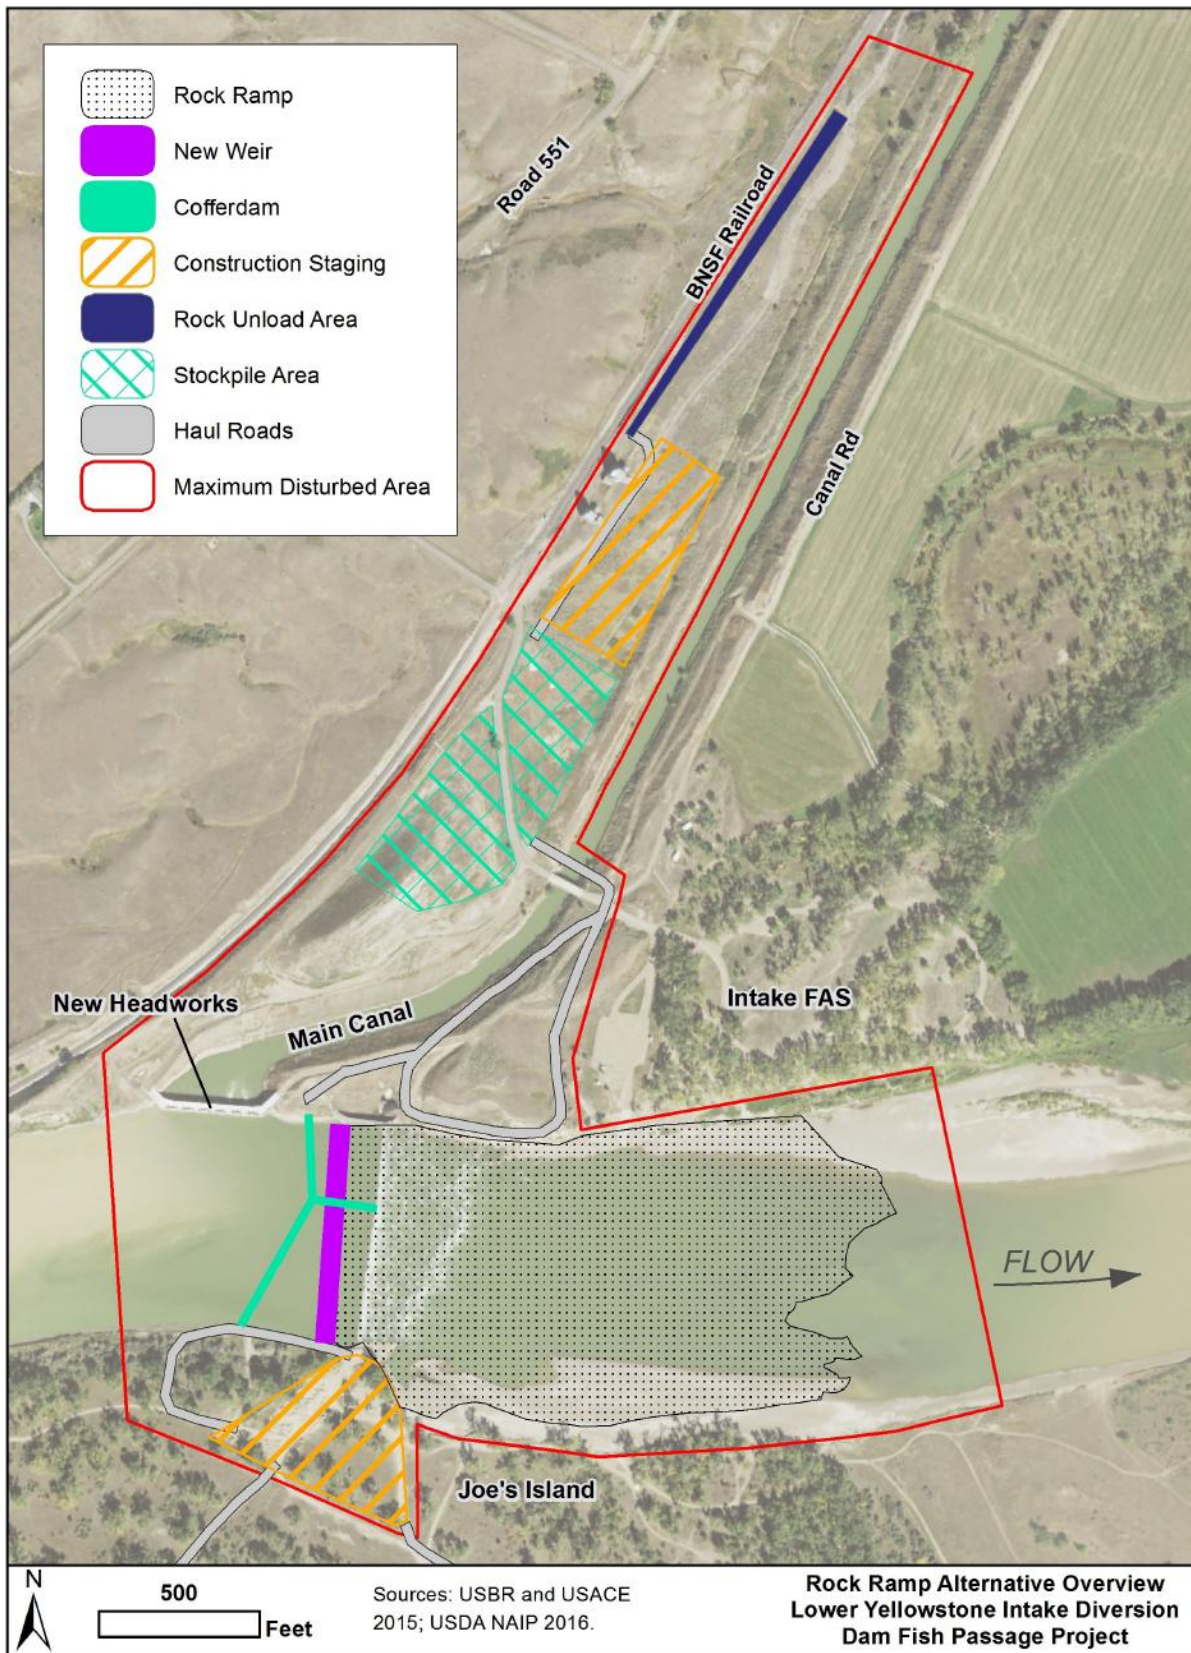 Rock Ramp
New Weir
Cofferdam
Construction Staging
Rock Unload Area
Stockpile Area
Haul Roads
Maximum Disturbed Area
Road 551
BNSF Railroad
Canal Rd
New Headworks
Main Canal
Intake FAS
FLOW
Joe's Island
N
500
Feet
Sources: USBR and USACE
2015; USDA NAIP 2016.
Rock Ramp Alternative Overview
Lower Yellowstone Intake Diversion
Dam Fish Passage Project